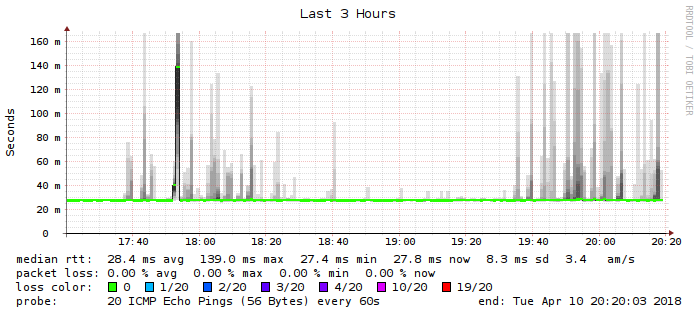 Last 3 Hours
RRDTOOL / TOBI OETIKER
Seconds
160 m
140 m
120 m
100 m
80 m
60 m
40 m
20 m
0
17:40 18:00 18:20 18:40 19:00 19:20 19:40 20:00 20:20
median rtt: 28.4 ms avg 139.0 ms max 27.4 ms min 27.8 ms now 8.3 ms sd 3.4 am/s
packet loss: 0.00 % avg 0.00 % max 0.00 % min 0.00 % now
loss color: 0 1/20 2/20 3/20 4/20 10/20 19/20
probe: 20 ICMP Echo Pings (56 Bytes) every 60s end: Tue Apr 10 20:20:03 2018